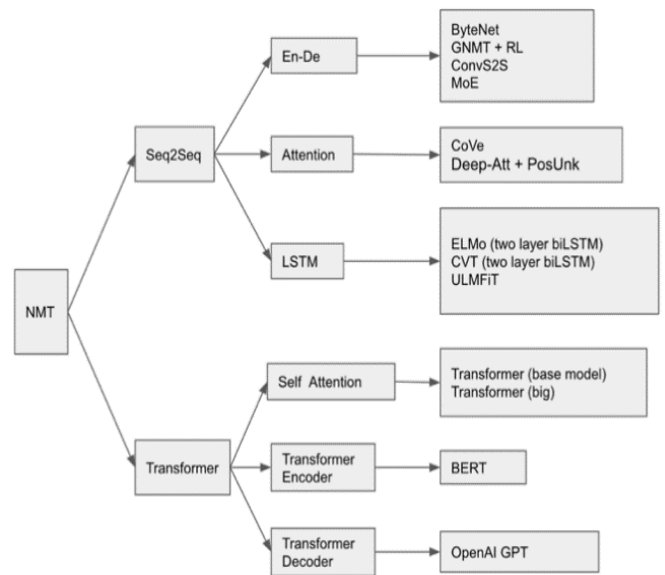 NMT
Seq2Seq
En-De
ByteNet
GNMT + RL
ConvS2S
MoE
Attention
CoVe
Deep-Att + PosUnk
LSTM
ELMo (two layer biLSTM)
CVT (two layer biLSTM)
ULMFiT
Transformer
Self Attention
Transformer (base model)
Transformer (big)
Transformer
Encoder
BERT
Transformer
Decoder
OpenAI GPT